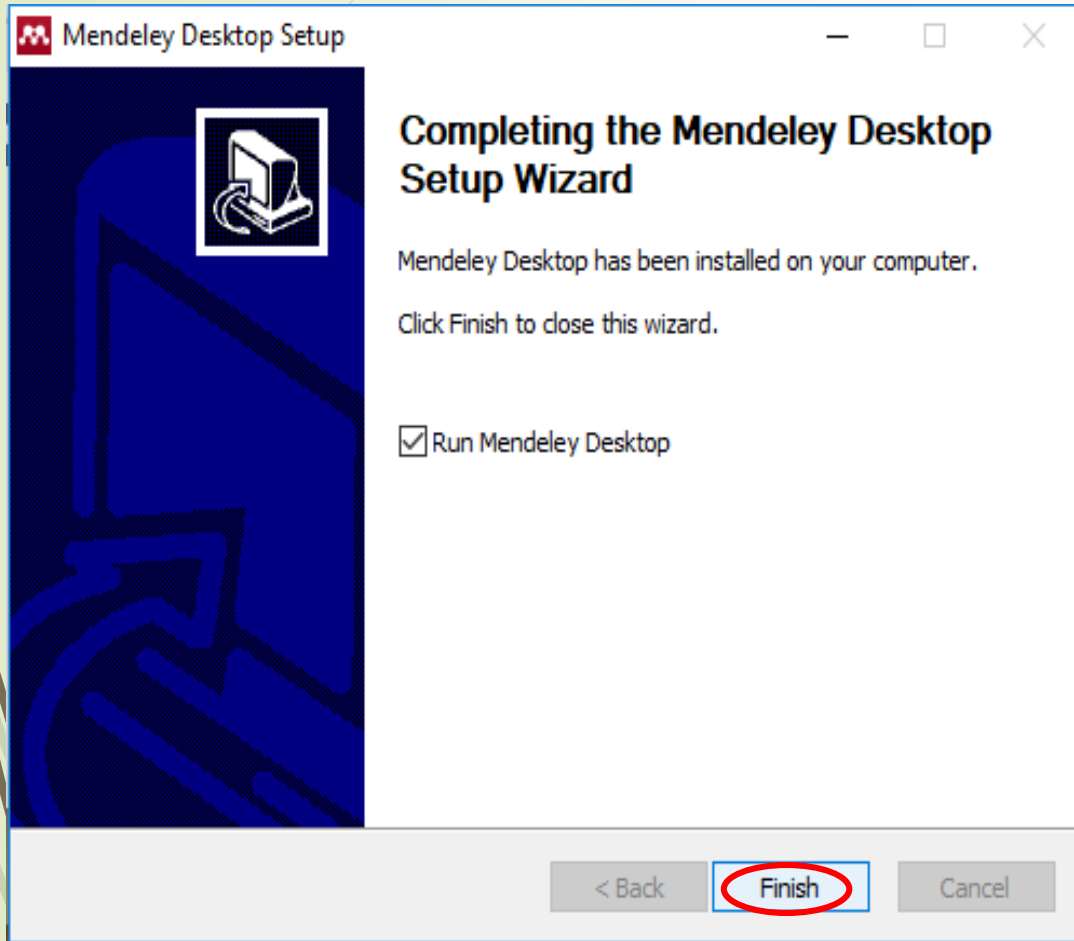 Mendeley Desktop Setup
Completing the Mendeley Desktop
Setup Wizard
Mendeley Desktop has been installed on your computer.
Click Finish to close this wizard.
Run Mendeley Desktop
< Back
Finish
Cancel